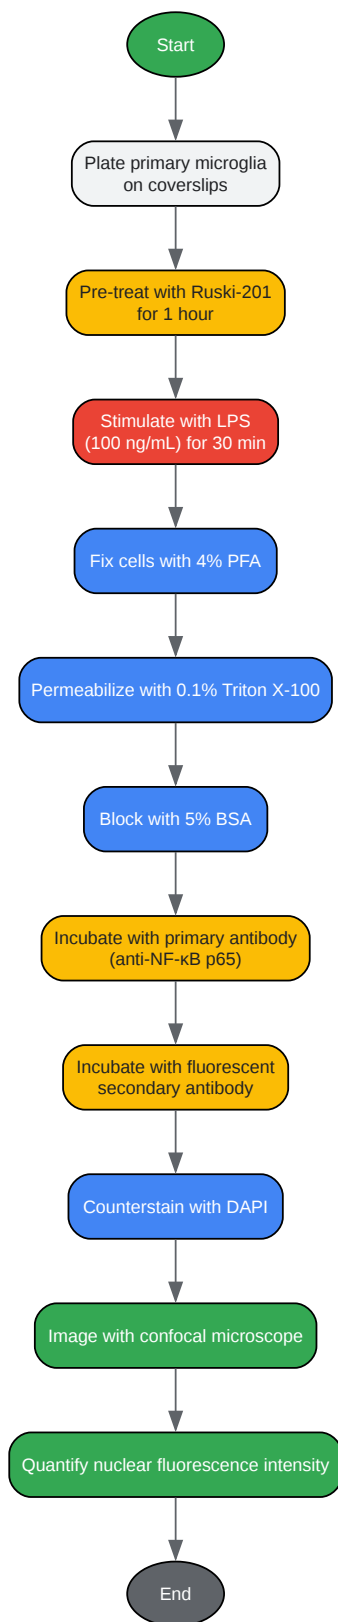 Start
Plate primary microglia
on coverslips
Pre-treat with Ruski-201
for 1 hour
Stimulate with LPS
(100 ng/mL) for 30 min
Fix cells with 4% PFA
Permeabilize with 0.1% Triton X-100
Block with 5% BSA
Incubate with primary antibody
(anti-NF-κB p65)
Incubate with fluorescent
secondary antibody
Counterstain with DAPI
Image with confocal microscope
Quantify nuclear fluorescence intensity
End